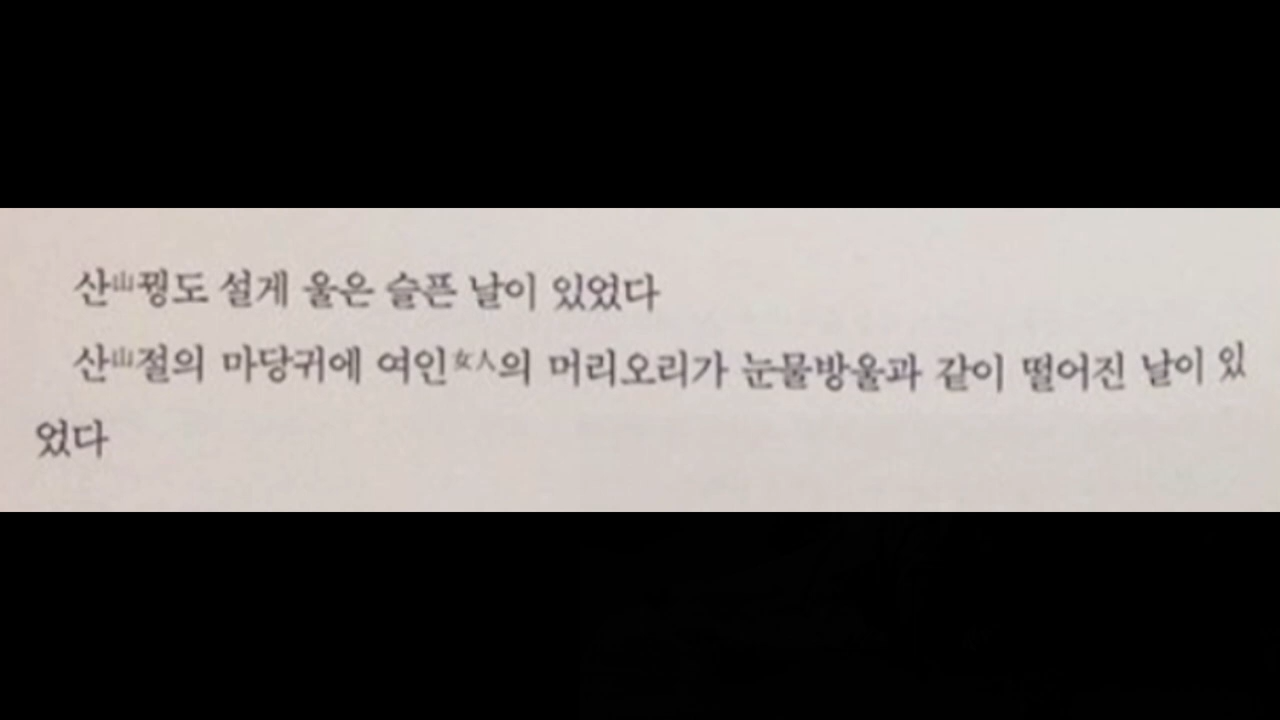 산山꿩도 설게 울은 슬픈 날이 있었다
산山절의 마당귀에 여인女人의 머리오리가 눈물방울과 같이 떨어진 날이 있
었다